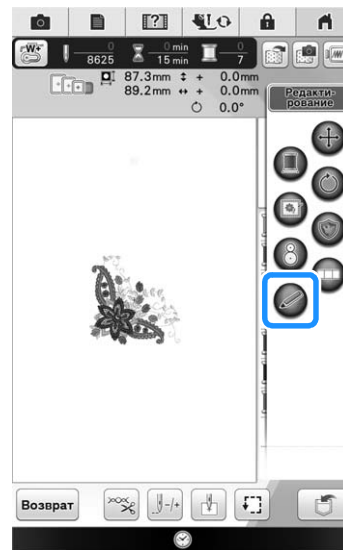 W+
0 0 min 0
8625 15 min 7
87.3mm + 0.0mm
89.2mm + 0.0mm
0.0°
Редакти-
рование
Возврат
-/+